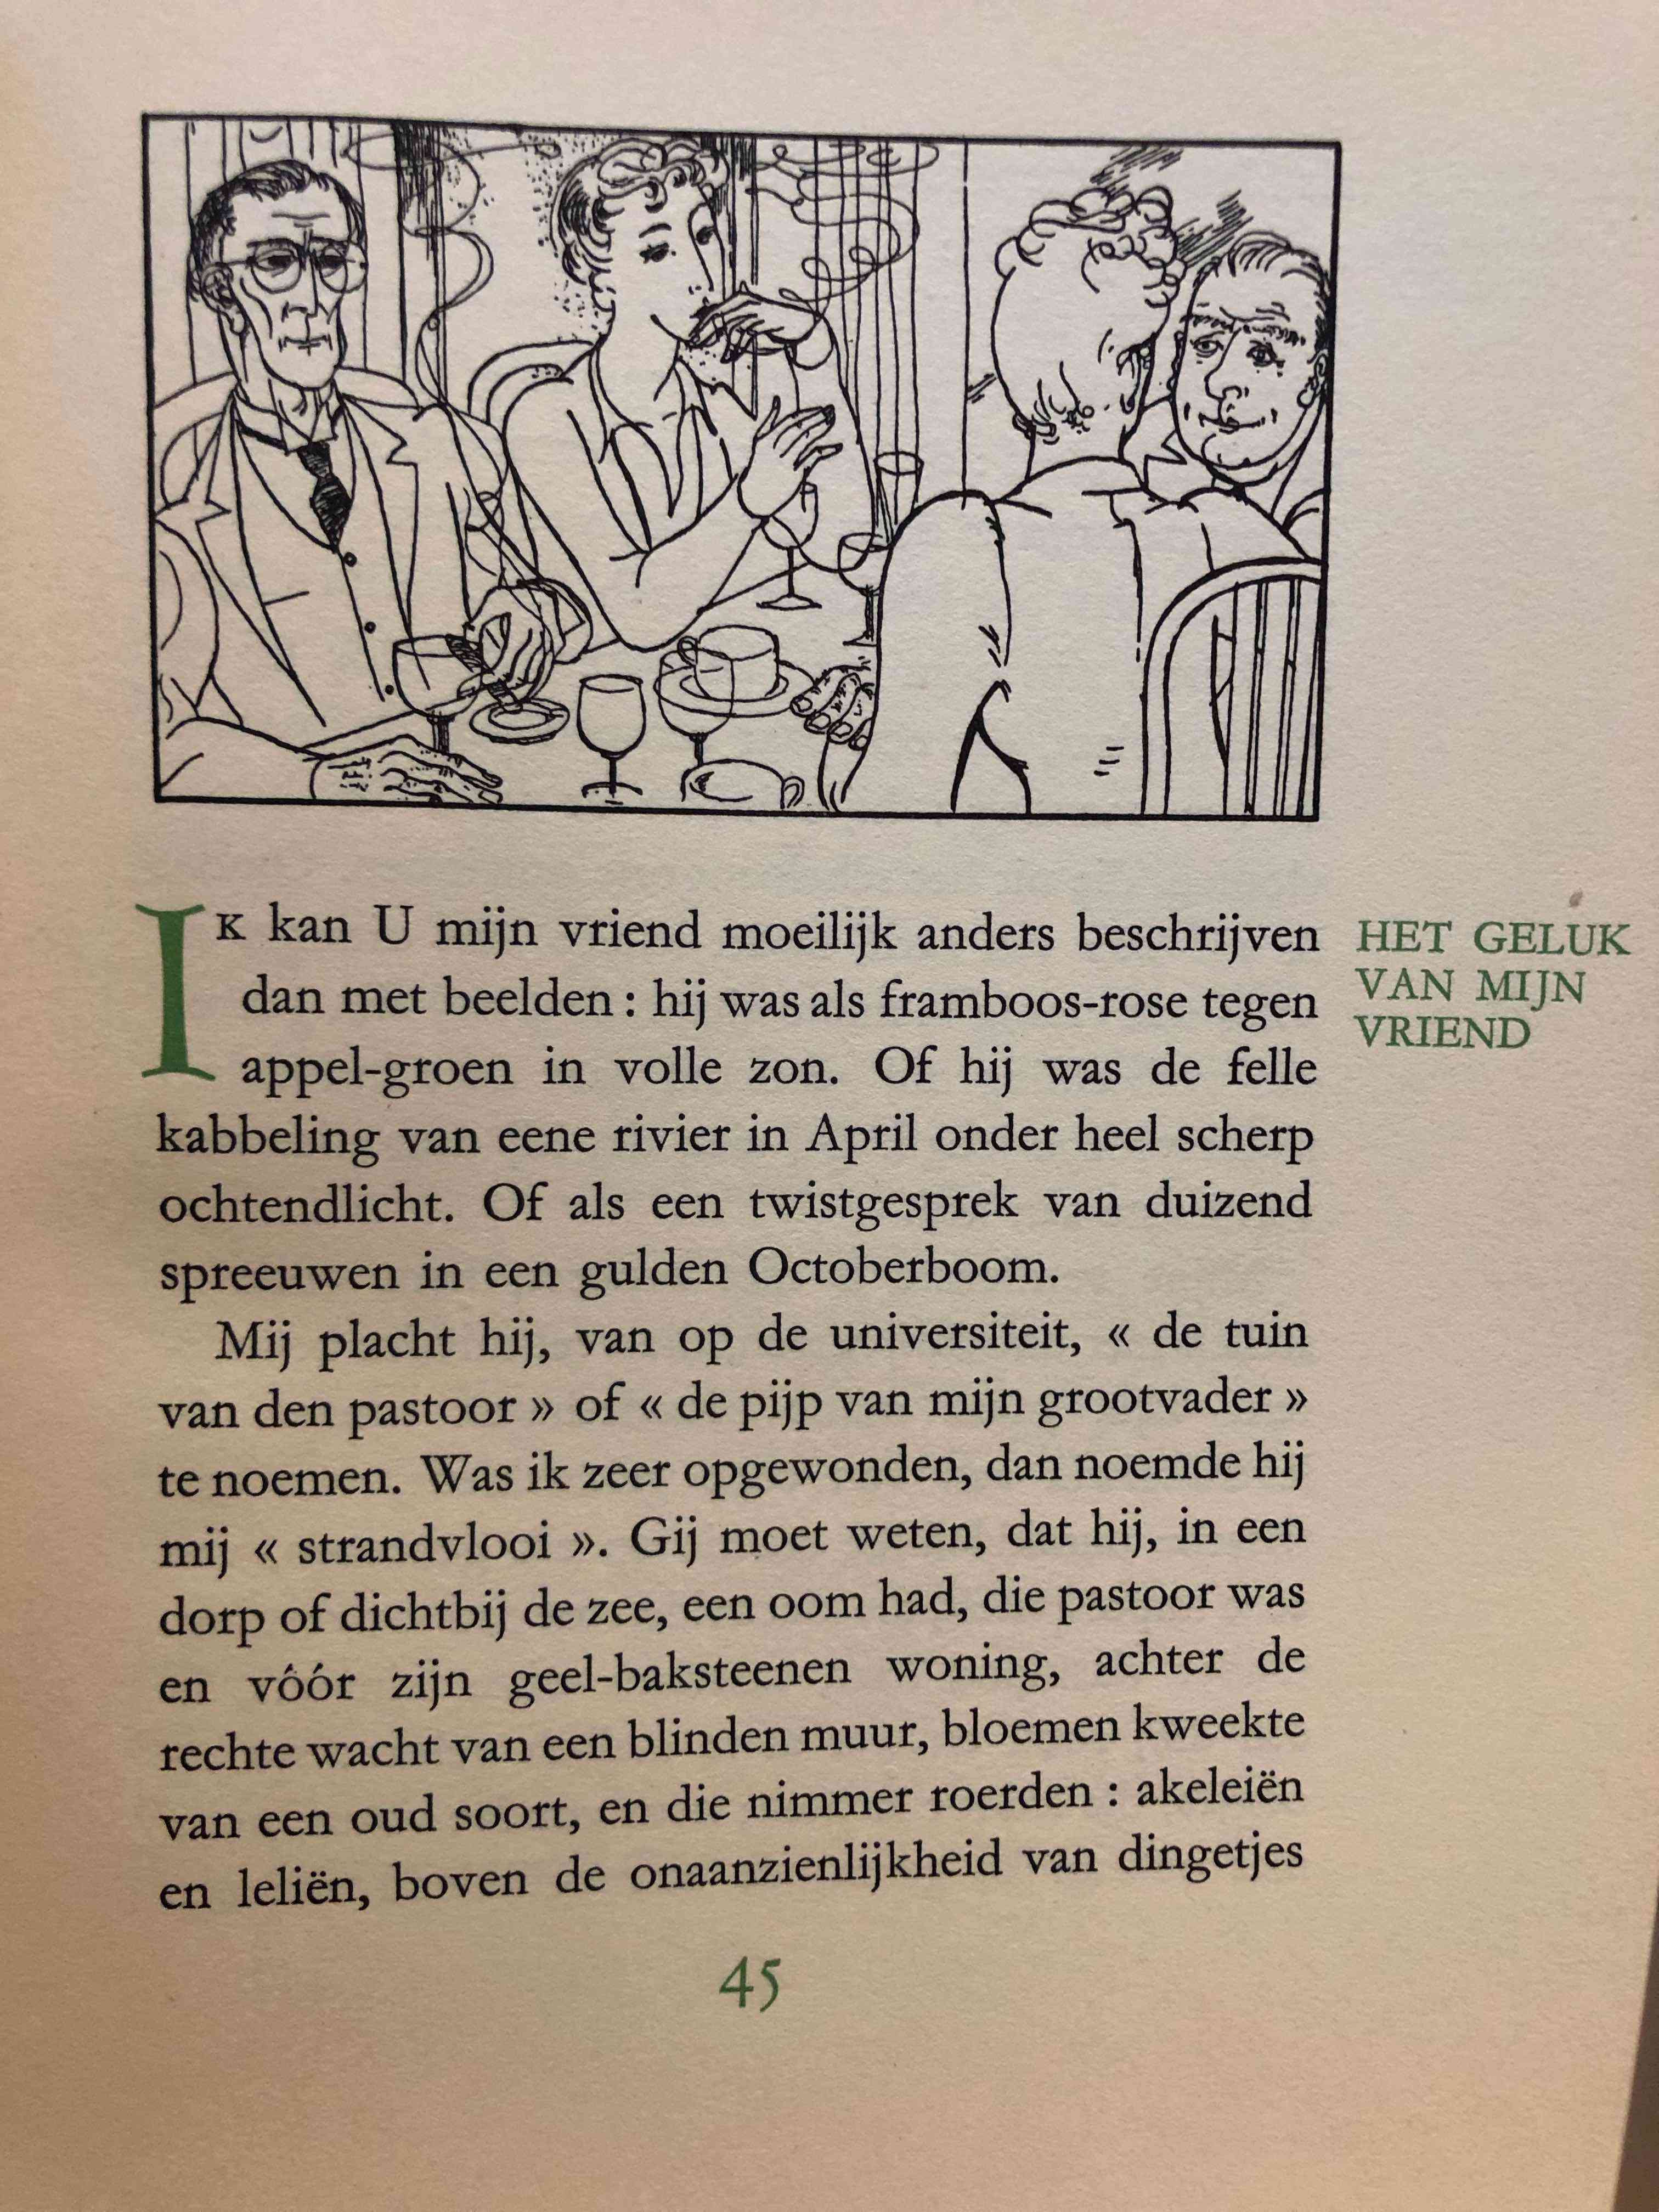 IK kan U mijn vriend moeilijk anders beschrijven
dan met beelden : hij was als framboos-rose tegen
appel-groen in volle zon. Of hij was de felle
kabbeling van eene rivier in April onder heel scherp
ochtendlicht. Of als een twistgesprek van duizend
spreeuwen in een gulden Octoberboom.
Mij placht hij, van op de universiteit, « de tuin
van den pastoor » of « de pijp van mijn grootvader »
te noemen. Was ik zeer opgewonden, dan noemde hij
mij « strandvlooi ». Gij moet weten, dat hij, in een
dorp of dichtbij de zee, een oom had, die pastoor was
en vôór zijn geel-baksteenen woning, achter de
rechte wacht van een blinden muur, bloemen kweekte
van een oud soort, en die nimmer roerden : akeleiën
en leliën, boven de onaanzienlijkheid van dingetjes
HET GELUK
VAN MIJN
VRIEND
45